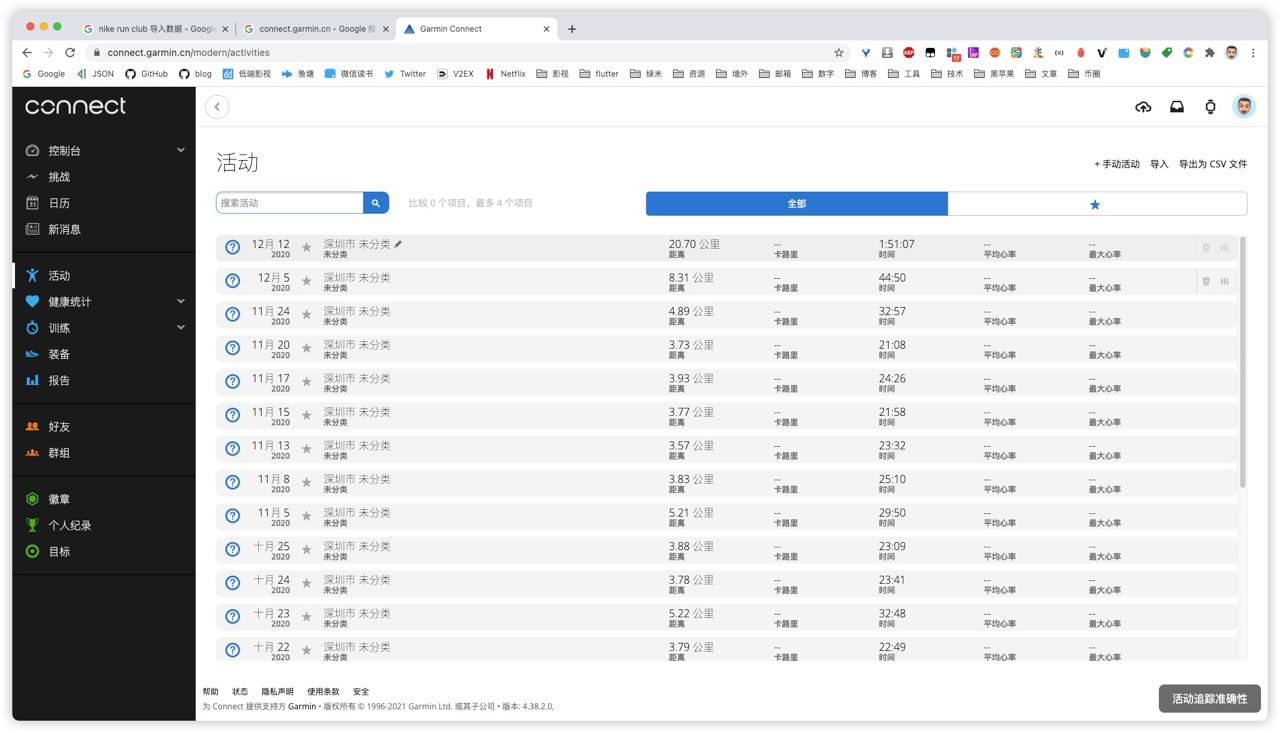 nike run club 导入数据 - Google
connect.garmin.cn - Google 搜
Garmin Connect
connect.garmin.cn/modern/activities
17
Google JSON GitHub blog 低端影视 鱼塘 微信读书 Twitter V2EX Netflix 影视 flutter 绿米 资源 墙外 邮箱 数字 博客 工具 技术 黑苹果 文章 币圈
connect
控制台
挑战
日历
新消息
活动
健康统计
训练
装备
报告
好友
群组
徽章
个人纪录
目标
活动
+ 手动活动 导入 导出为 CSV 文件
搜索活动
比较 0 个项目，最多 4 个项目
全部
12月 12 深圳市 未分类 20.70 公里 -- 1:51:07 -- --
2020 未分类 距离 卡路里 时间 平均心率 最大心率
12月 5 深圳市 未分类 8.31 公里 -- 44:50 -- --
2020 未分类 距离 卡路里 时间 平均心率 最大心率
11月 24 深圳市 未分类 4.89 公里 -- 32:57 -- --
2020 未分类 距离 卡路里 时间 平均心率 最大心率
11月 20 深圳市 未分类 3.73 公里 -- 21:08 -- --
2020 未分类 距离 卡路里 时间 平均心率 最大心率
11月 17 深圳市 未分类 3.93 公里 -- 24:26 -- --
2020 未分类 距离 卡路里 时间 平均心率 最大心率
11月 15 深圳市 未分类 3.77 公里 -- 21:58 -- --
2020 未分类 距离 卡路里 时间 平均心率 最大心率
11月 13 深圳市 未分类 3.57 公里 -- 23:32 -- --
2020 未分类 距离 卡路里 时间 平均心率 最大心率
11月 8 深圳市 未分类 3.83 公里 -- 25:10 -- --
2020 未分类 距离 卡路里 时间 平均心率 最大心率
11月 5 深圳市 未分类 5.21 公里 -- 29:50 -- --
2020 未分类 距离 卡路里 时间 平均心率 最大心率
十月 25 深圳市 未分类 3.88 公里 -- 23:09 -- --
2020 未分类 距离 卡路里 时间 平均心率 最大心率
十月 24 深圳市 未分类 3.78 公里 -- 23:41 -- --
2020 未分类 距离 卡路里 时间 平均心率 最大心率
十月 23 深圳市 未分类 5.22 公里 -- 32:48 -- --
2020 未分类 距离 卡路里 时间 平均心率 最大心率
十月 22 深圳市 未分类 3.79 公里 -- 22:49 -- --
2020 未分类 距离 卡路里 时间 平均心率 最大心率
帮助 状态 隐私声明 使用条款 安全
为 Connect 提供支持方 Garmin • 版权所有 © 1996-2021 Garmin Ltd. 或其子公司 • 版本: 4.38.2.0,
活动追踪准确性